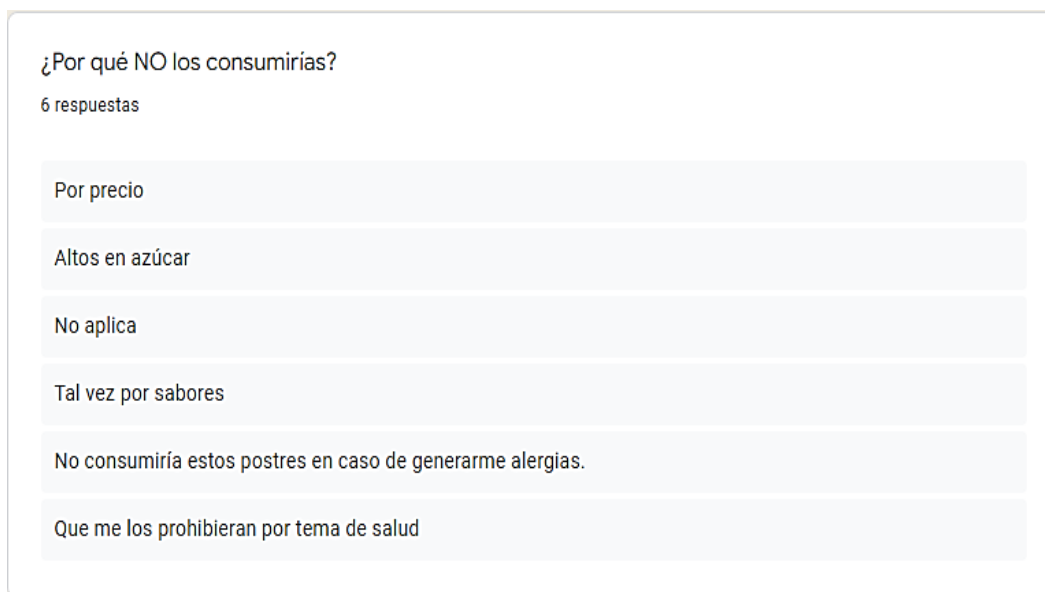 ¿Por qué NO los consumirías?
6 respuestas
Por precio
Altos en azúcar
No aplica
Tal vez por sabores
No consumiría estos postres en caso de generarme alergias.
Que me los prohibieran por tema de salud